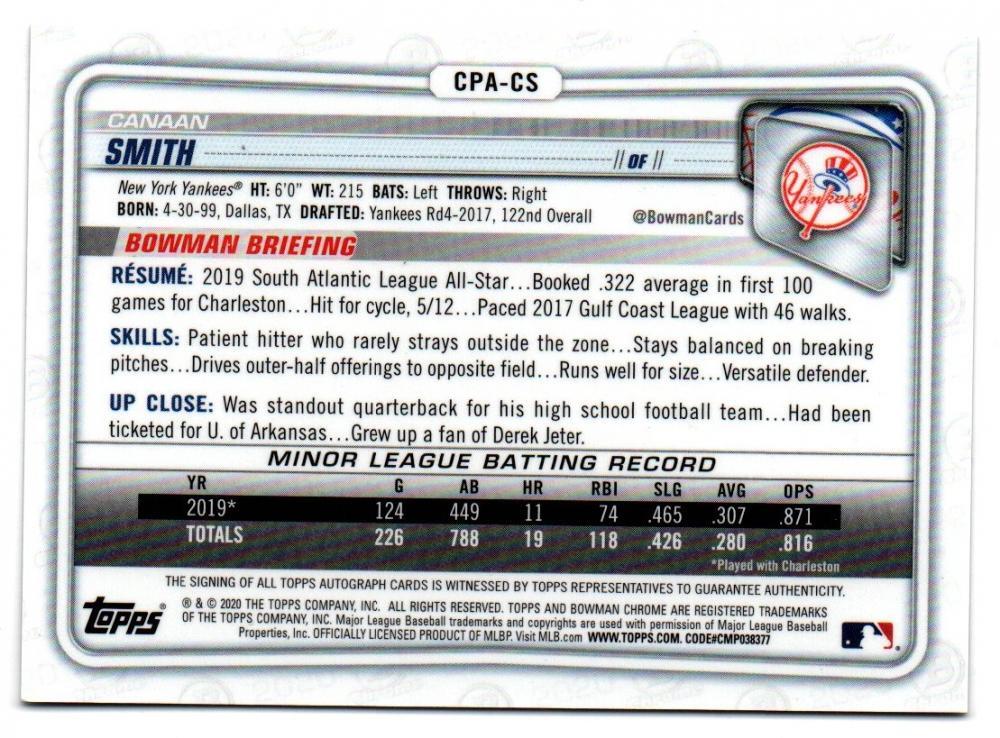 CPA-CS
CANAAN
SMITH // OF //
New York Yankees® HT: 6'0" WT: 215 BATS: Left THROWS: Right
BORN: 4-30-99, Dallas, TX DRAFTED: Yankees Rd4-2017, 122nd Overall @BowmanCards
Yankees
BOWMAN BRIEFING
RÉSUMÉ: 2019 South Atlantic League All-Star...Booked .322 average in first 100
games for Charleston...Hit for cycle, 5/12...Paced 2017 Gulf Coast League with 46 walks.
SKILLS: Patient hitter who rarely strays outside the zone...Stays balanced on breaking
pitches...Drives outer-half offerings to opposite field...Runs well for size...Versatile defender.
UP CLOSE: Was standout quarterback for his high school football team...Had been
ticketed for U. of Arkansas...Grew up a fan of Derek Jeter.
MINOR LEAGUE BATTING RECORD
YR G AB HR RBI SLG AVG OPS
2019* 124 449 11 74 .465 .307 .871
TOTALS 226 788 19 118 .426 .280 .816
*Played with Charleston
THE SIGNING OF ALL TOPPS AUTOGRAPH CARDS IS WITNESSED BY TOPPS REPRESENTATIVES TO GUARANTEE AUTHENTICITY.
topps® ® & © 2020 THE TOPPS COMPANY, INC. ALL RIGHTS RESERVED. TOPPS AND BOWMAN CHROME ARE REGISTERED TRADEMARKS
OF THE TOPPS COMPANY, INC. Major League Baseball trademarks and copyrights are used with permission of Major League Baseball
Properties, Inc. OFFICIALLY LICENSED PRODUCT OF MLBP. Visit MLB.com WWW.TOPPS.COM. CODE#CMP038377